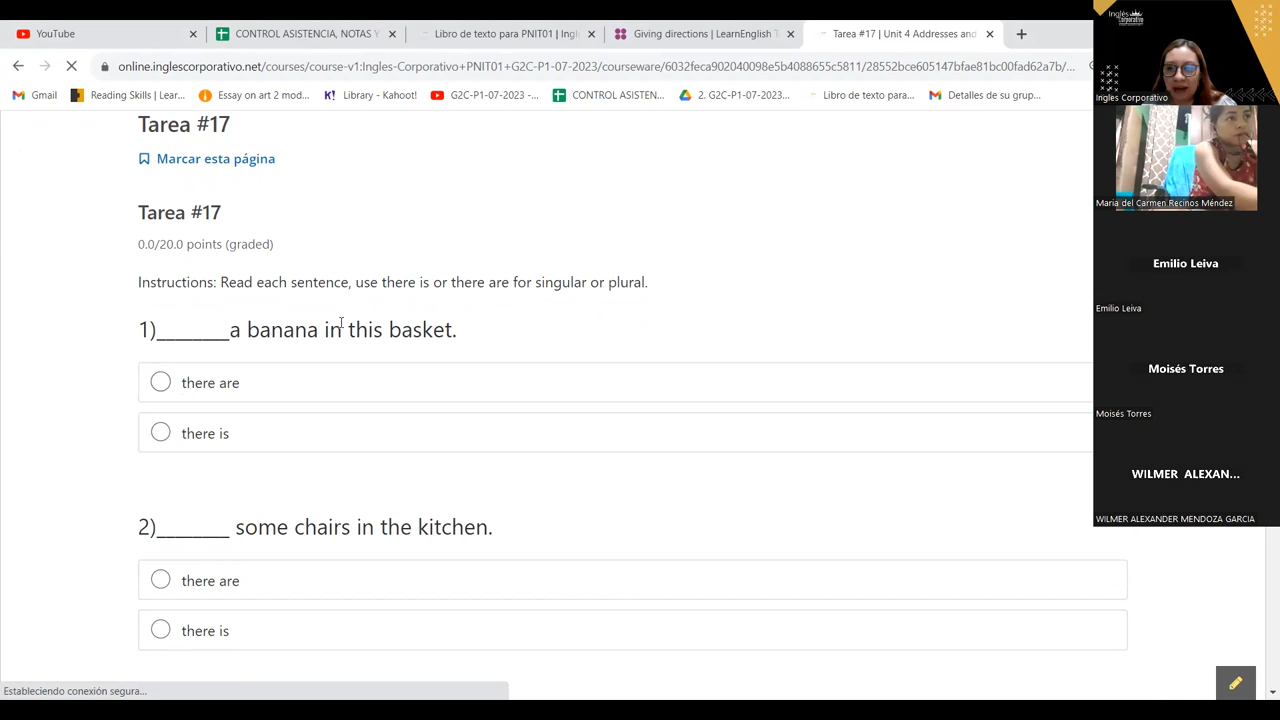 YouTube
CONTROL ASISTENCIA, NOTAS Y
Libro de texto para PNIT01 | Ingl
Giving directions | LearnEnglish T
Tarea #17 | Unit 4 Addresses and
online.inglescorporativo.net/courses/course-v1:Ingles-Corporativo+PNIT01+G2C-P1-07-2023/courseware/6032feca902040098e5b4088655c5811/28552bce605147bfae81bc00fad62a7b/...
Gmail
Reading Skills | Lear...
Essay on art 2 mod...
Library - Kahoo...
G2C-P1-07-2023 -...
CONTROL ASISTEN...
2. G2C-P1-07-2023...
Libro de texto para...
Detalles de su grup...
Tarea #17
Marcar esta página
Tarea #17
0.0/20.0 points (graded)
Instructions: Read each sentence, use there is or there are for singular or plural.
1)________a banana in this basket.
there are
there is
2)________ some chairs in the kitchen.
there are
there is
Estableciendo conexión segura...
Inglés
Corporativo
Ingles Corporativo
Maria del Carmen Recinos Méndez
Emilio Leiva
Emilio Leiva
Moisés Torres
Moisés Torres
WILMER ALEXAN...
WILMER ALEXANDER MENDOZA GARCIA